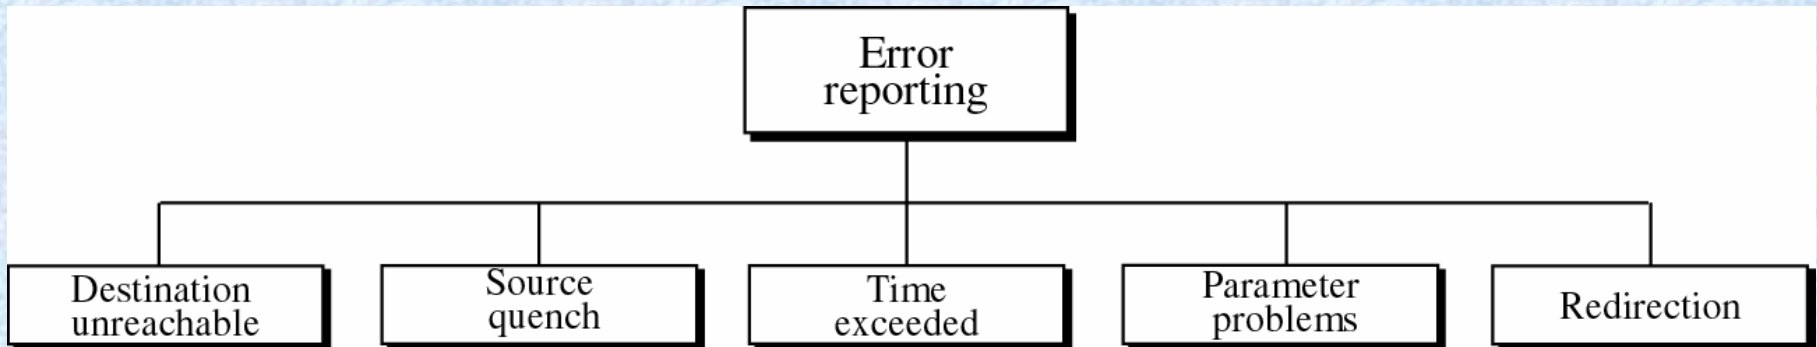 Error
reporting
Destination
unreachable
Source
quench
Time
exceeded
Parameter
problems
Redirection